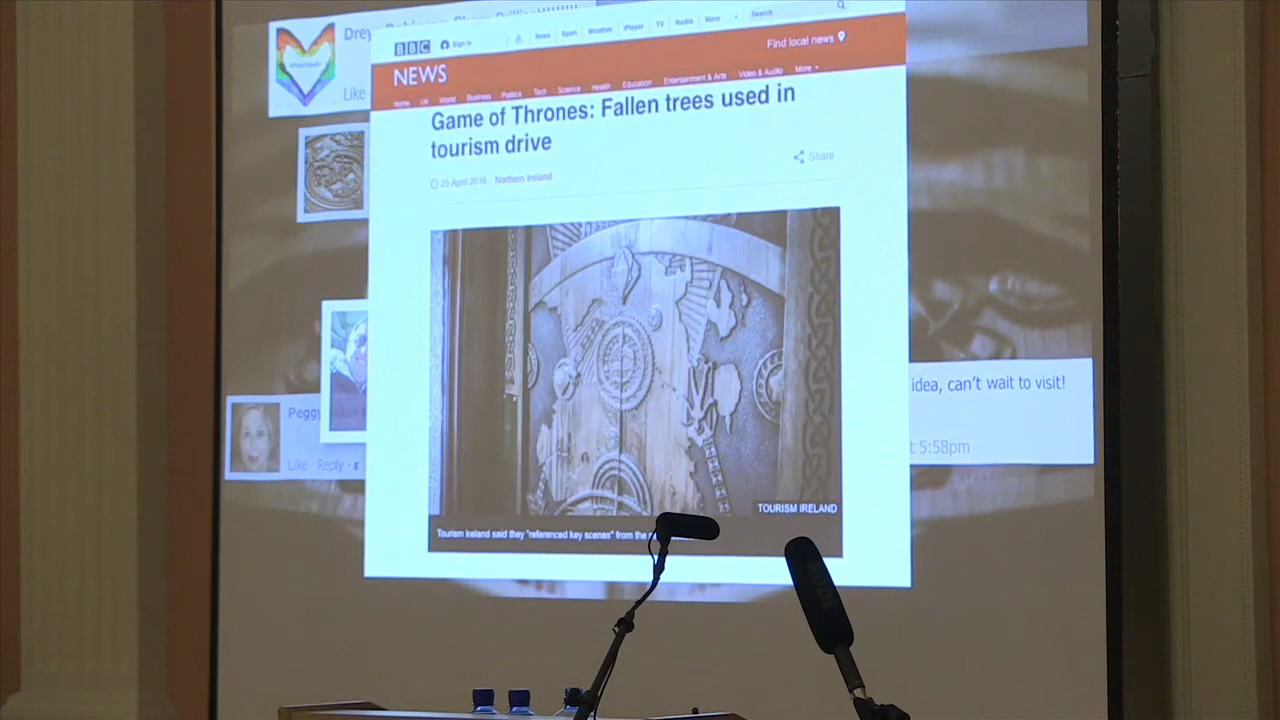 BBC
Sign in
News
Sport
Weather
iPlayer
TV
Radio
More
Search
Find local news
NEWS
Home UK World Business Politics Tech Science Health Education Entertainment & Arts Video & Audio More
Like
Game of Thrones: Fallen trees used in
tourism drive
Share
25 April 2016
Northern Ireland
idea, can't wait to visit!
Peggy
5:58pm
Like · Reply ·
TOURISM IRELAND
Tourism Ireland said they "referenced key scenes" from the
RODE